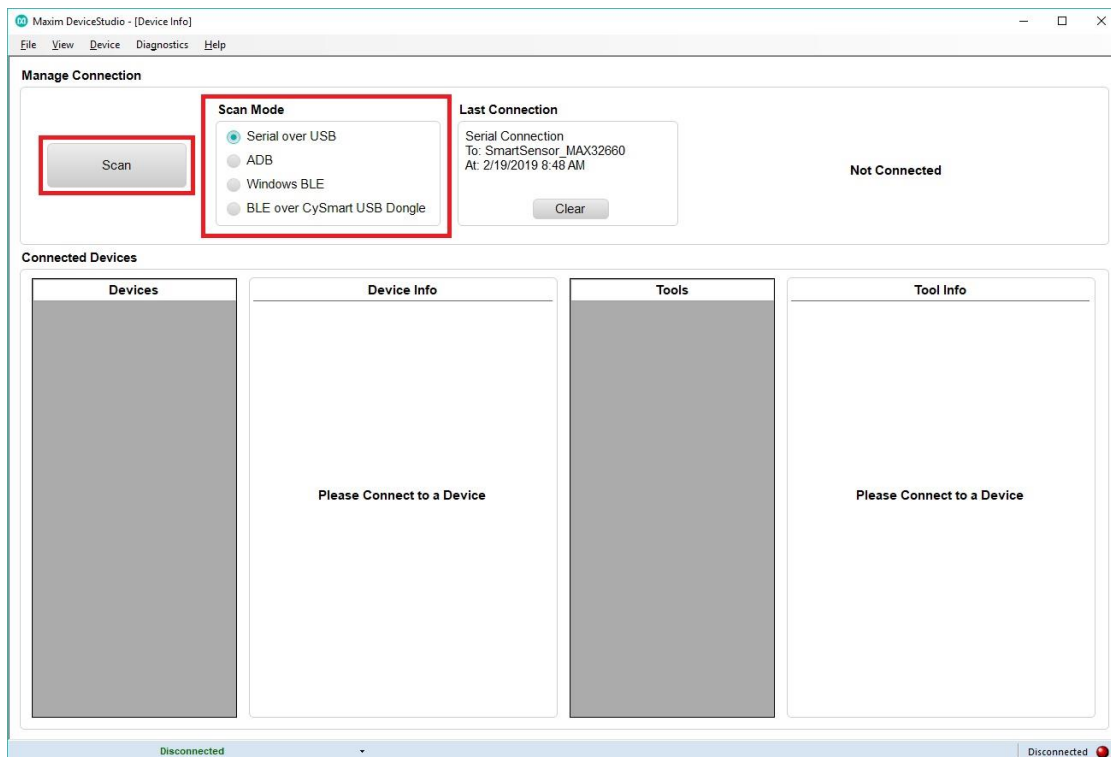 Maxim DeviceStudio - [Device Info]
File View Device Diagnostics Help
Manage Connection
Scan
Scan Mode
Serial over USB
ADB
Windows BLE
BLE over CySmart USB Dongle
Last Connection
Serial Connection
To: SmartSensor_MAX32660
At: 2/19/2019 8:48 AM
Clear
Not Connected
Connected Devices
Devices
Device Info
Tools
Tool Info
Please Connect to a Device
Please Connect to a Device
Disconnected
Disconnected